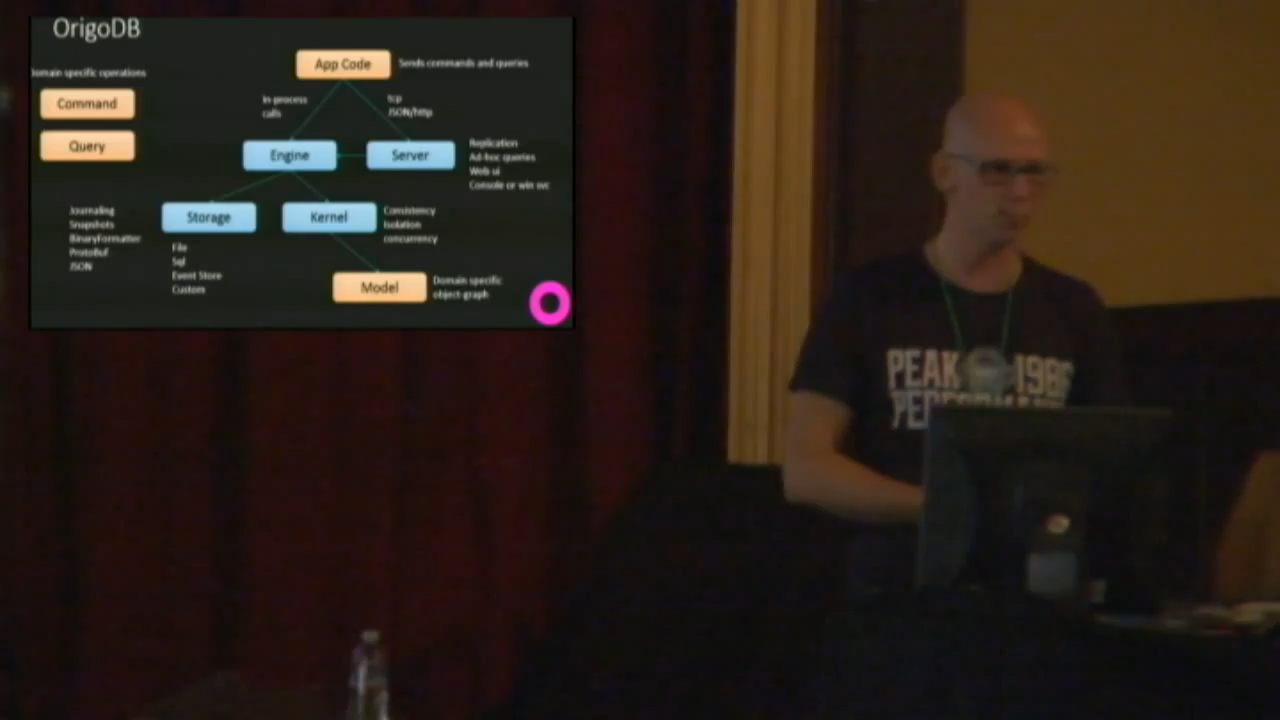 OrigoDB
Domain specific operations
Command
Query
App Code
Sends commands and queries
In-process
calls
tcp
JSON/http
Engine
Server
Replication
Ad-hoc queries
Web ui
Console or win svc
Storage
Kernel
Journaling
Snapshots
BinaryFormatter
ProtoBuf
JSON
File
Sql
Event Store
Custom
Consistency
Isolation
concurrency
Model
Domain specific
object-graph
PEAK 198